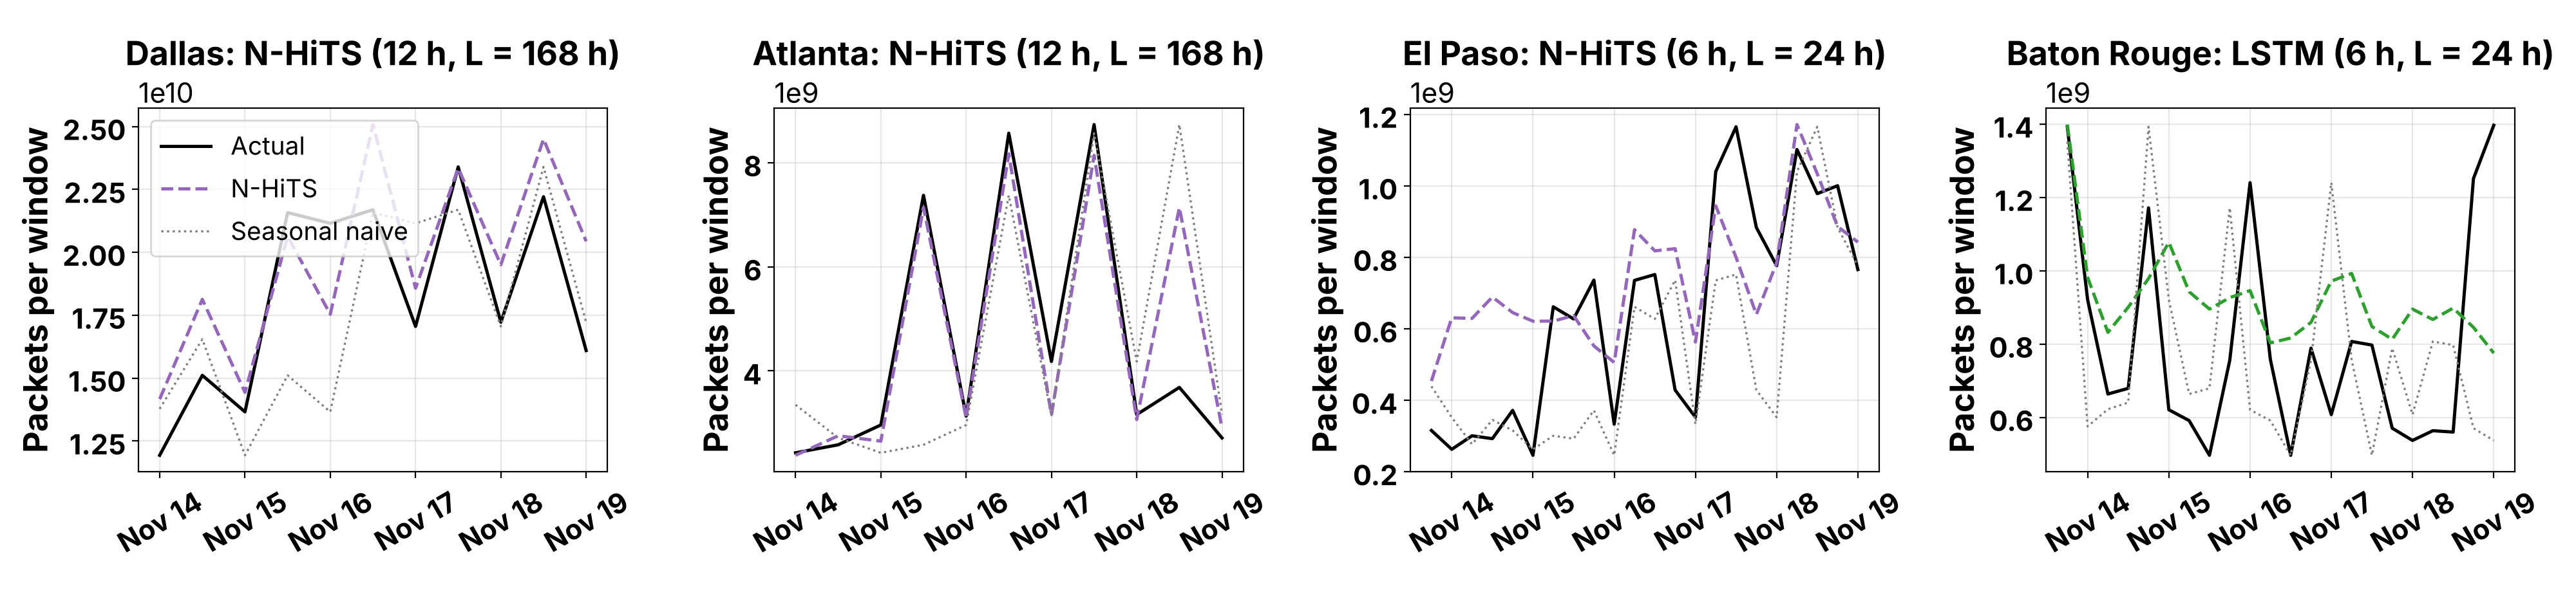 Dallas: N-HiTS (12 h, L = 168 h)
1e10
Packets per window
2.50
2.25
2.00
1.75
1.50
1.25
Actual
N-HiTS
Seasonal naive
Nov 14
Nov 15
Nov 16
Nov 17
Nov 18
Nov 19
Atlanta: N-HiTS (12 h, L = 168 h)
1e9
Packets per window
8
6
4
Nov 14
Nov 15
Nov 16
Nov 17
Nov 18
Nov 19
El Paso: N-HiTS (6 h, L = 24 h)
1e9
Packets per window
1.2
1.0
0.8
0.6
0.4
0.2
Nov 14
Nov 15
Nov 16
Nov 17
Nov 18
Nov 19
Baton Rouge: LSTM (6 h, L = 24 h)
1e9
Packets per window
1.4
1.2
1.0
0.8
0.6
Nov 14
Nov 15
Nov 16
Nov 17
Nov 18
Nov 19